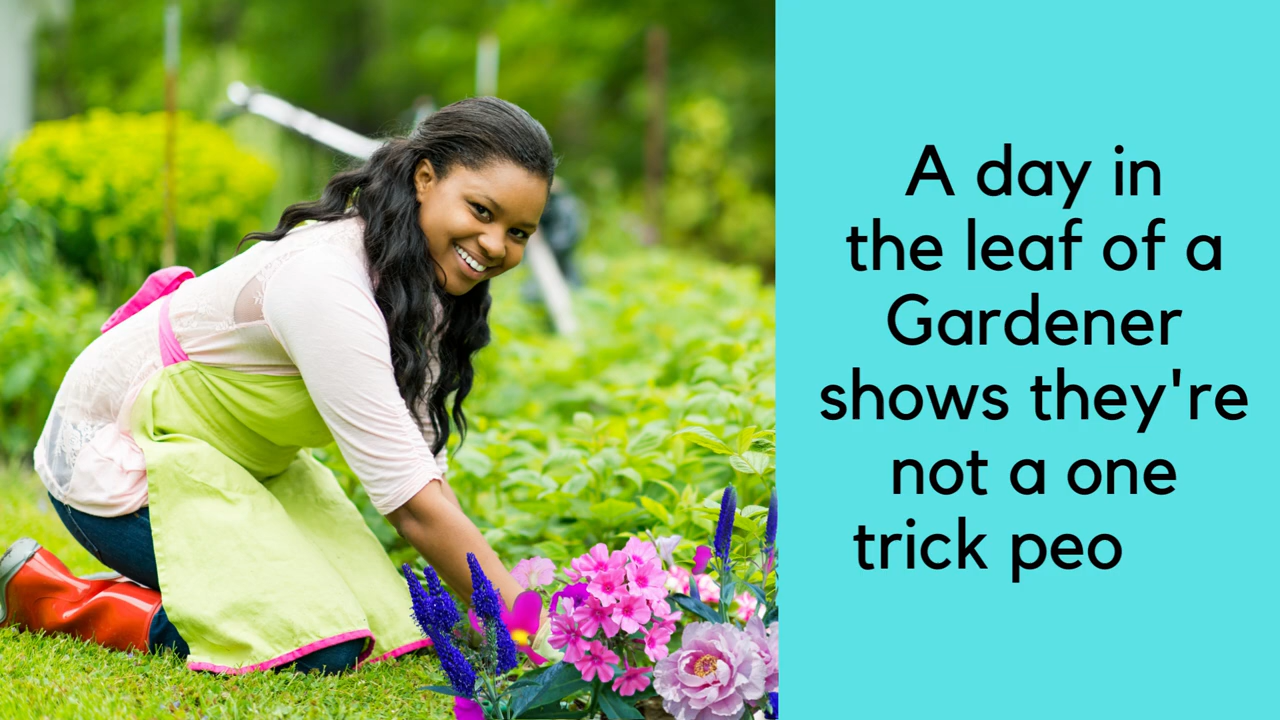 A day in
the leaf of a
Gardener
shows they're
not a one
trick peo